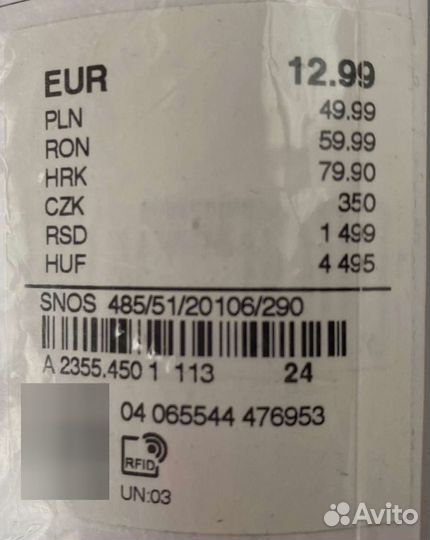 EUR 12.99
PLN 49.99
RON 59.99
HRK 79.90
CZK 350
RSD 1 499
HUF 4 495
SNOS 485/51/20106/290
A 2355.450 1 113 24
04 065544 476953
RFID
UN:03
Avito